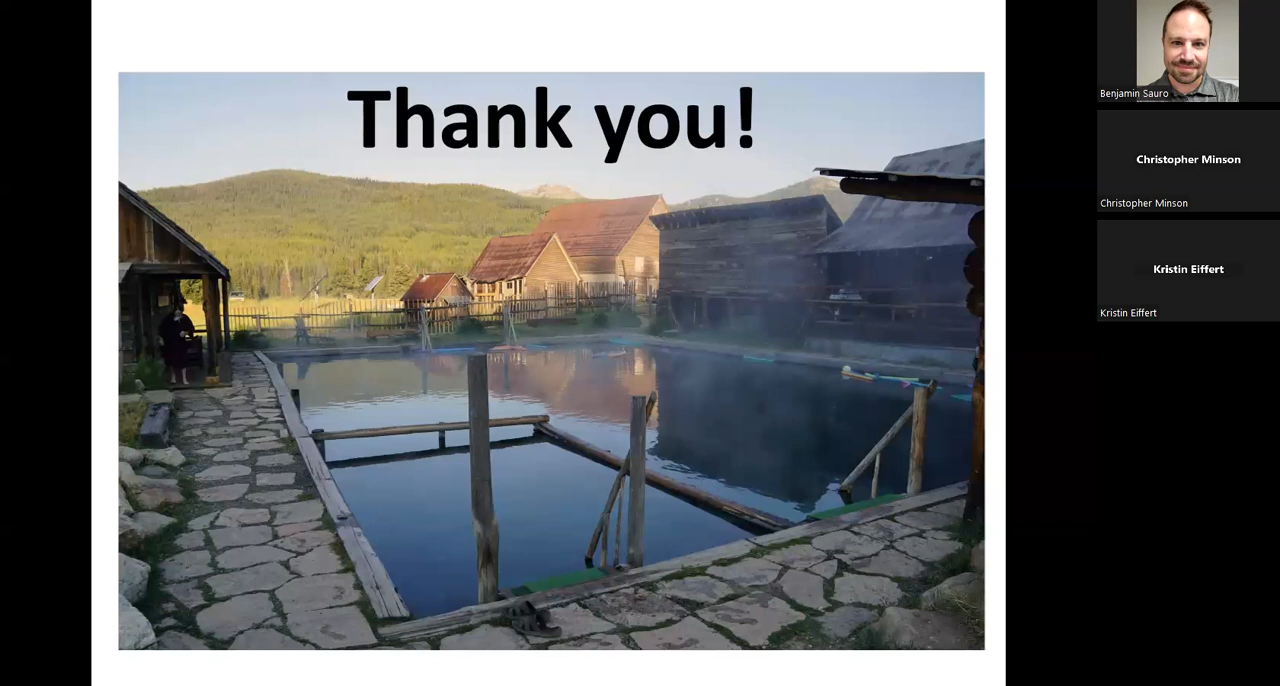 Thank you!
Benjamin Sauro
Christopher Minson
Christopher Minson
Kristin Eiffert
Kristin Eiffert